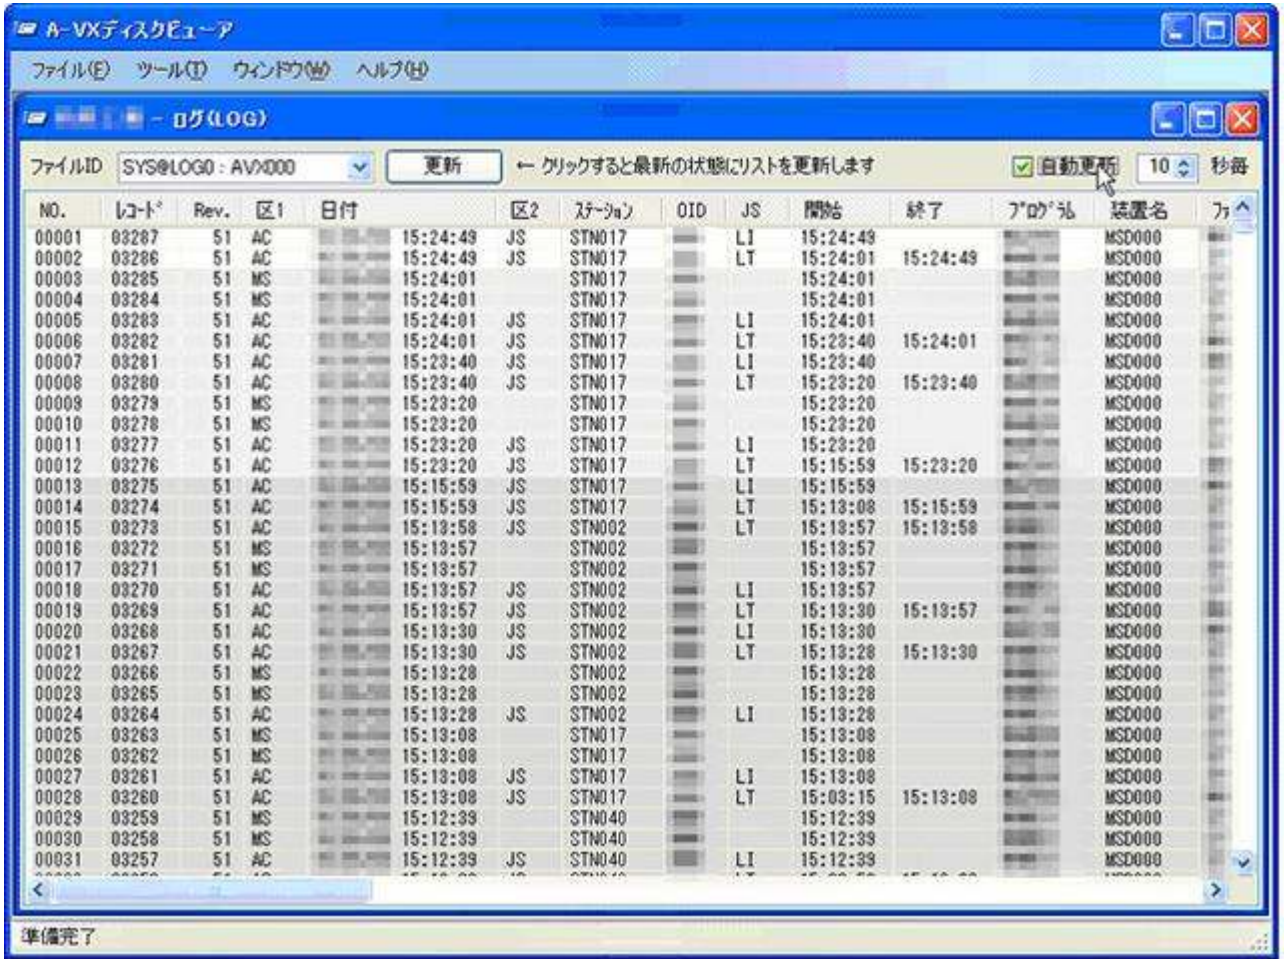 A-VXディスクビューア
ファイル(F) ツール(T) ウィンドウ(W) ヘルプ(H)
- ログ(LOG)
ファイルID SYS@LOG0 : AVX000 更新 ← クリックすると最新の状態にリストを更新します 自動更新 10 秒毎
NO. レコード Rev. 区1 日付 区2 ステーション OID JS 開始 終了 プログラム 装置名 ファ
00001 03287 51 AC 15:24:49 JS STN017 LI 15:24:49 MSD000
00002 03286 51 AC 15:24:49 JS STN017 LT 15:24:01 15:24:49 MSD000
00003 03285 51 MS 15:24:01 STN017 15:24:01 MSD000
00004 03284 51 MS 15:24:01 STN017 15:24:01 MSD000
00005 03283 51 AC 15:24:01 JS STN017 LI 15:24:01 MSD000
00006 03282 51 AC 15:24:01 JS STN017 LT 15:23:40 15:24:01 MSD000
00007 03281 51 AC 15:23:40 JS STN017 LI 15:23:40 MSD000
00008 03280 51 AC 15:23:40 JS STN017 LT 15:23:20 15:23:40 MSD000
00009 03279 51 MS 15:23:20 STN017 15:23:20 MSD000
00010 03278 51 MS 15:23:20 STN017 15:23:20 MSD000
00011 03277 51 AC 15:23:20 JS STN017 LI 15:23:20 MSD000
00012 03276 51 AC 15:23:20 JS STN017 LT 15:15:59 15:23:20 MSD000
00013 03275 51 AC 15:15:59 JS STN017 LI 15:15:59 MSD000
00014 03274 51 AC 15:15:59 JS STN017 LT 15:13:08 15:15:59 MSD000
00015 03273 51 AC 15:13:58 JS STN002 LT 15:13:57 15:13:58 MSD000
00016 03272 51 MS 15:13:57 STN002 15:13:57 MSD000
00017 03271 51 MS 15:13:57 STN002 15:13:57 MSD000
00018 03270 51 AC 15:13:57 JS STN002 LI 15:13:57 MSD000
00019 03269 51 AC 15:13:57 JS STN002 LT 15:13:30 15:13:57 MSD000
00020 03268 51 AC 15:13:30 JS STN002 LI 15:13:30 MSD000
00021 03267 51 AC 15:13:30 JS STN002 LT 15:13:28 15:13:30 MSD000
00022 03266 51 MS 15:13:28 STN002 15:13:28 MSD000
00023 03265 51 MS 15:13:28 STN002 15:13:28 MSD000
00024 03264 51 AC 15:13:28 JS STN002 LI 15:13:28 MSD000
00025 03263 51 MS 15:13:08 STN017 15:13:08 MSD000
00026 03262 51 MS 15:13:08 STN017 15:13:08 MSD000
00027 03261 51 AC 15:13:08 JS STN017 LI 15:13:08 MSD000
00028 03260 51 AC 15:13:08 JS STN017 LT 15:03:15 15:13:08 MSD000
00029 03259 51 MS 15:12:39 STN040 15:12:39 MSD000
00030 03258 51 MS 15:12:39 STN040 15:12:39 MSD000
00031 03257 51 AC 15:12:39 JS STN040 LI 15:12:39 MSD000
準備完了